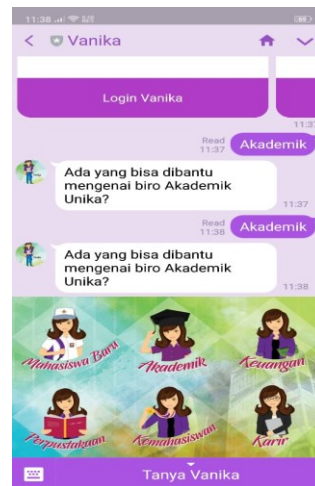 11:38
Vanika
Login Vanika
Read
11:37
Akademik
Ada yang bisa dibantu
mengenai biro Akademik
Unika?
11:37
Read
11:38
Akademik
Ada yang bisa dibantu
mengenai biro Akademik
Unika?
11:38
Mahasiswa Baru
Akademik
Keuangan
Perpustakaan
Kemahasiswaan
Karir
Tanya Vanika